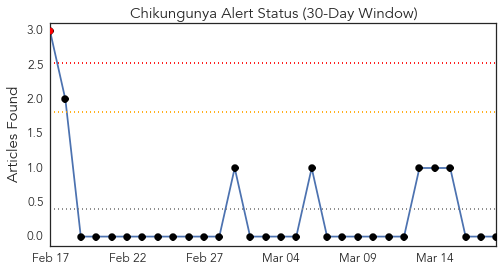 Chikungunya Alert Status (30-Day Window)
Articles Found
3.0
2.5
2.0
1.5
1.0
0.5
0.0
Feb 17
Feb 22
Feb 27
Mar 04
Mar 09
Mar 14